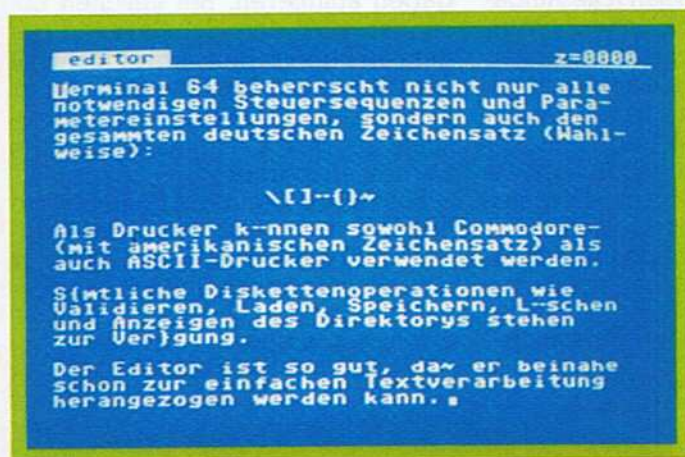 editor z=0000
Werminal 64 beherrscht nicht nur alle
notwendigen Steuersequenzen und Para-
metereinstellungen, sondern auch den
gesammten deutschen Zeichensatz (Wahl-
weise):
\[]--{}~
Als Drucker k--nnen sowohl Commodore-
(mit amerikanischen Zeichensatz) als
auch ASCII-Drucker verwendet werden.
S{mtliche Diskettenoperationen wie
Validieren, Laden, Speichern, L--schen
und Anzeigen des Direktorys stehen
zur Ver}gung.
Der Editor ist so gut, da~ er beinahe
schon zur einfachen Textverarbeitung
herangezogen werden kann.